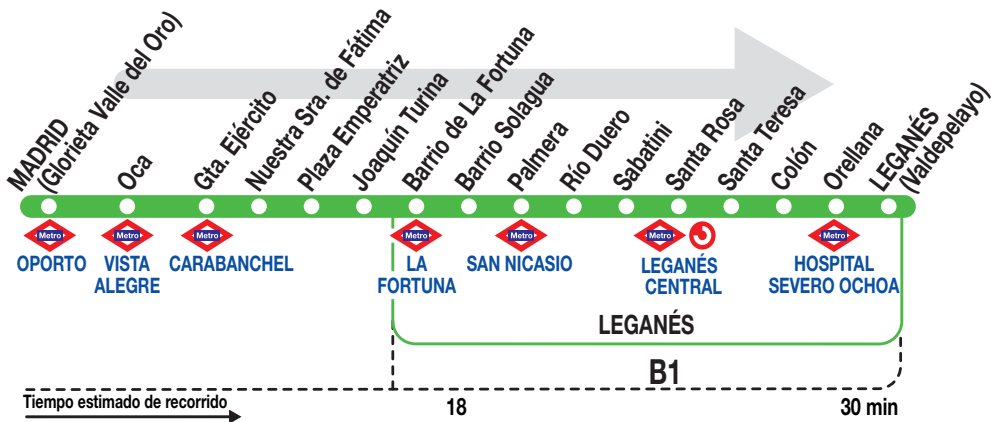 MADRID
(Glorieta Valle del Oro)
Oca
Gta. Ejército
Nuestra Sra. de Fátima
Plaza Emperatriz
Joaquín Turina
Barrio de La Fortuna
Barrio Solagua
Palmera
Río Duero
Sabatini
Santa Rosa
Santa Teresa
Colón
Orellana
LEGANÉS
(Valdepelayo)
Metro
Metro
Metro
Metro
Metro
Metro
Metro
OPORTO
VISTA
ALEGRE
CARABANCHEL
LA
FORTUNA
SAN NICASIO
LEGANÉS
CENTRAL
HOSPITAL
SEVERO OCHOA
LEGANÉS
B1
Tiempo estimado de recorrido
18
30 min